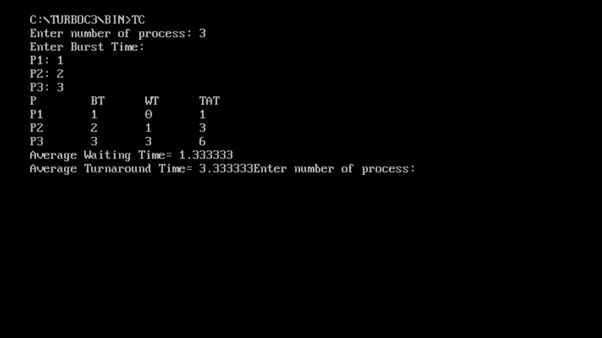 C:\TURBOC3\BIN>TC
Enter number of process: 3
Enter Burst Time:
P1: 1
P2: 2
P3: 3
P BT WT TAT
P1 1 0 1
P2 2 1 3
P3 3 3 6
Average Waiting Time= 1.333333
Average Turnaround Time= 3.333333Enter number of process: